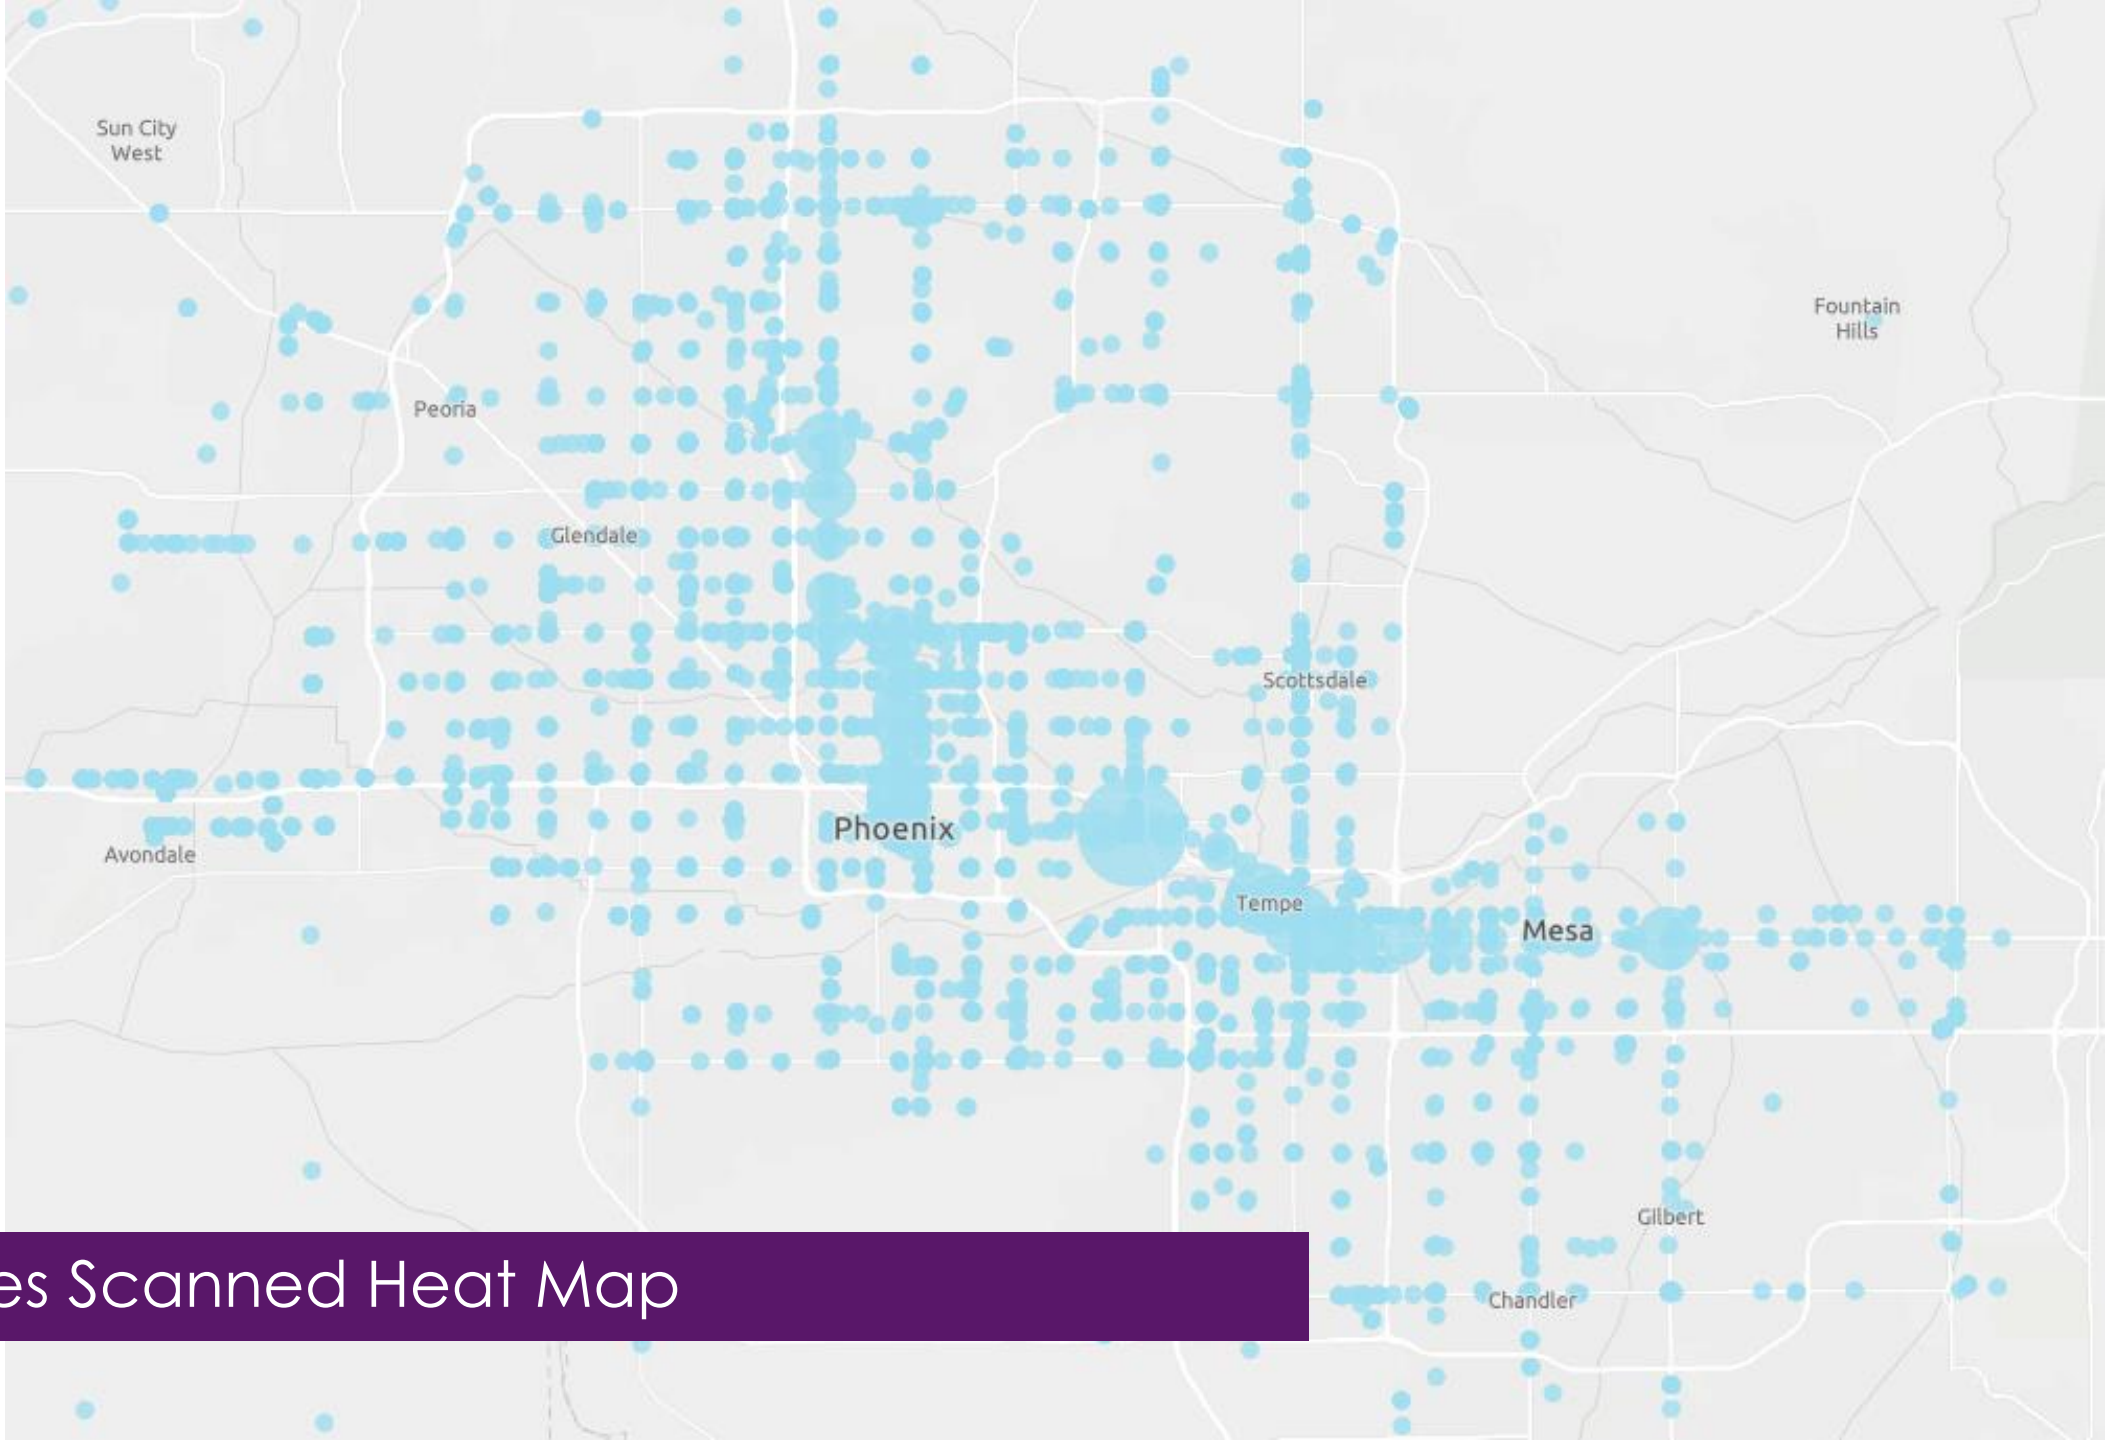 Sun City
West
Fountain
Hills
Peoria
Glendale
Scottsdale
Phoenix
Avondale
Tempe
Mesa
Gilbert
es Scanned Heat Map
Chandler